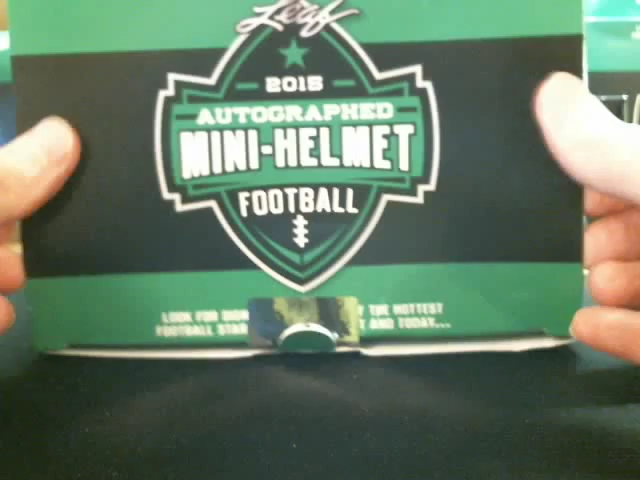 Leaf
2015
AUTOGRAPHED
MINI-HELMET
FOOTBALL
LOOK FOR THE HOTTEST
FOOTBALL AND TODAY...